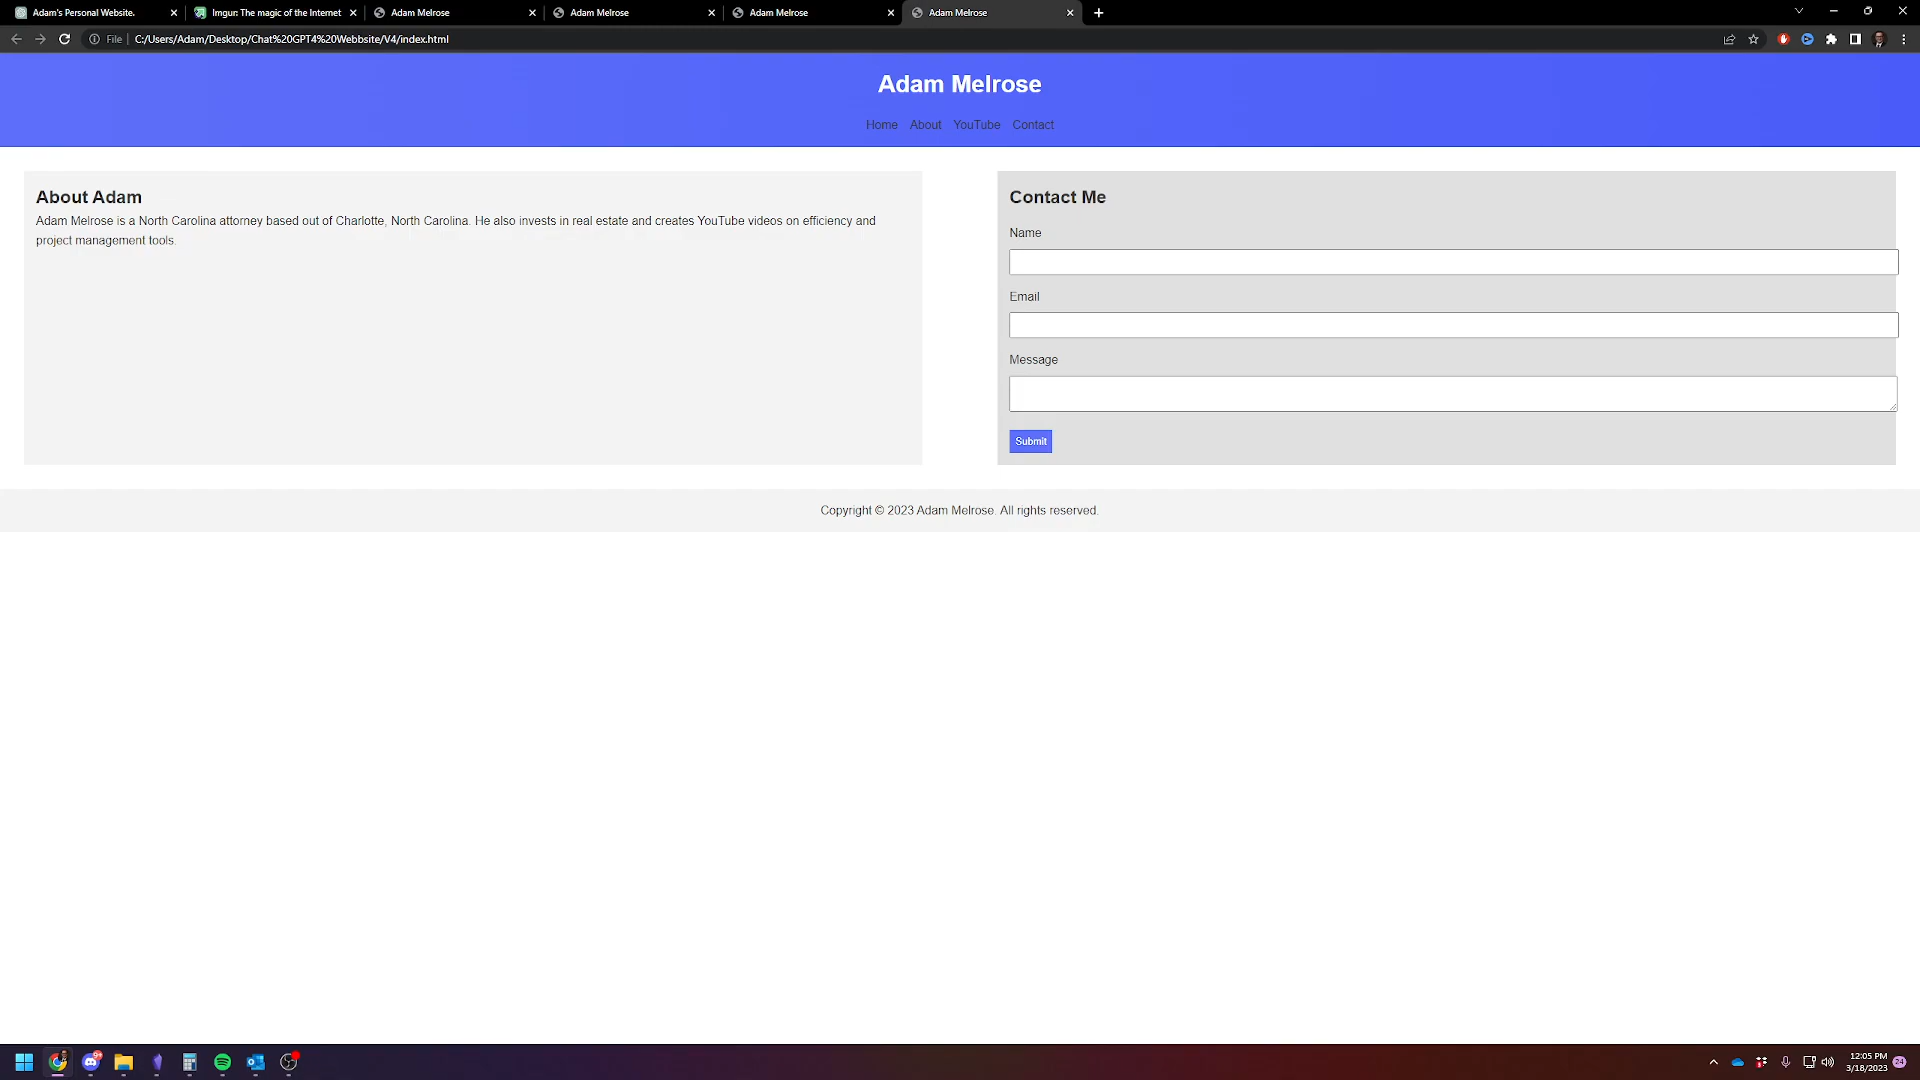 Adam's Personal Website.
Imgur: The magic of the Internet
Adam Melrose
Adam Melrose
Adam Melrose
Adam Melrose
File
C:/Users/Adam/Desktop/Chat%20GPT4%20Webbsite/V4/index.html
Adam Melrose
Home About YouTube Contact
About Adam
Adam Melrose is a North Carolina attorney based out of Charlotte, North Carolina. He also invests in real estate and creates YouTube videos on efficiency and
project management tools.
Contact Me
Name
Email
Message
Submit
Copyright © 2023 Adam Melrose. All rights reserved.
12:05 PM
3/18/2023
24